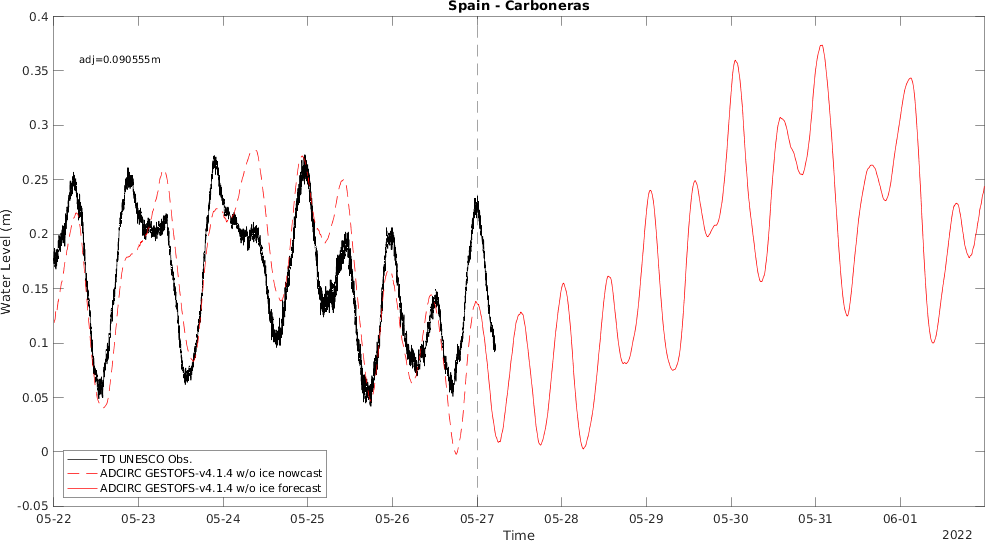 Spain - Carboneras
adj=0.090555m
0.4
0.35
0.3
0.25
0.2
0.15
0.1
0.05
0
-0.05
Water Level (m)
TD UNESCO Obs.
ADCIRC GESTOFS-v4.1.4 w/o ice nowcast
ADCIRC GESTOFS-v4.1.4 w/o ice forecast
05-22 05-23 05-24 05-25 05-26 05-27 05-28 05-29 05-30 05-31 06-01
Time
2022